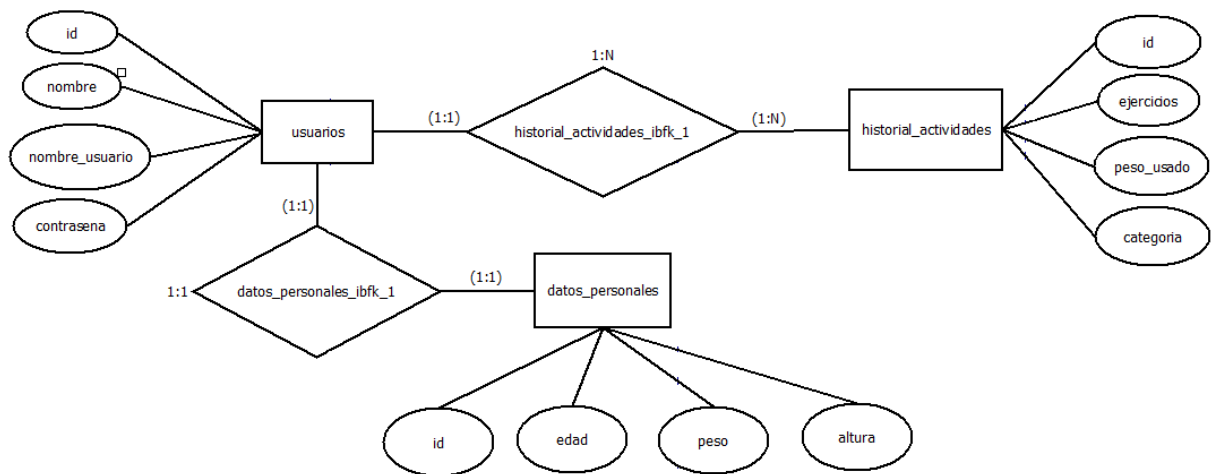 id
nombre
nombre_usuario
contrasena
usuarios
(1:1)
1:N
historial_actividades_ibfk_1
(1:N)
historial_actividades
id
ejercicios
peso_usado
categoria
(1:1)
1:1
datos_personales_ibfk_1
(1:1)
datos_personales
id
edad
peso
altura